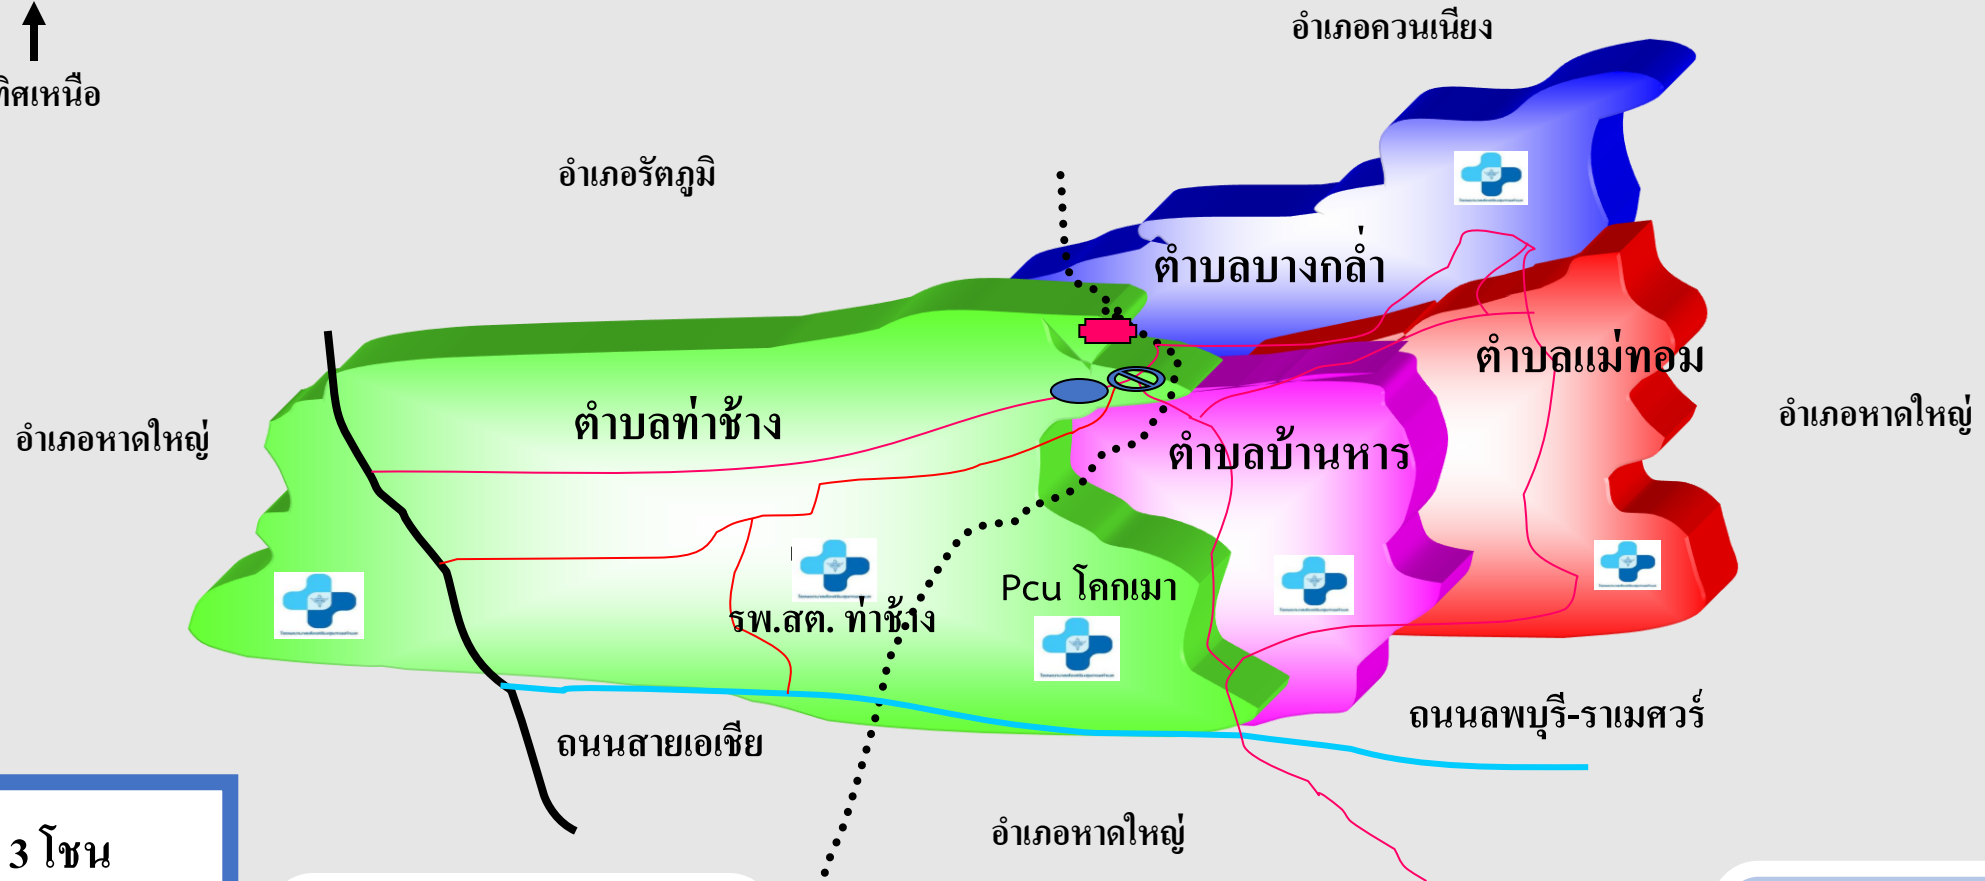 อำเภอควนเนียง
ทิศเหนือ
อำเภอรัตภูมิ
ตำบลบางกล่ำ
ตำบลแม่ทอม
ตำบลท่าช้าง
อำเภอหาดใหญ่
อำเภอหาดใหญ่
ตำบลบ้านหาร
Pcu โคกเมา
รพ.สต. ท่าช้าง
ถนนลพบุรี-ราเมศวร์
ถนนสายเอเชีย
อำเภอหาดใหญ่
3 โซน